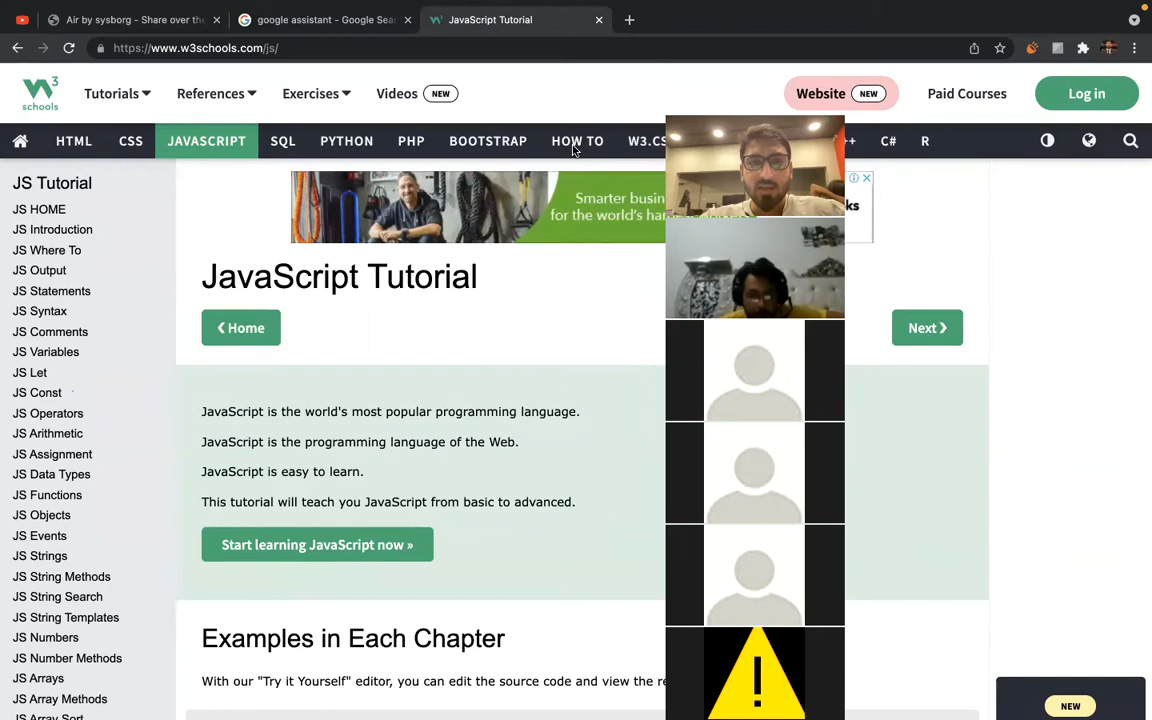 Air by sysborg - Share over the
google assistant - Google Sea
JavaScript Tutorial
https://www.w3schools.com/js/
W3
schools
Tutorials
References
Exercises
Videos
NEW
Website
NEW
Paid Courses
Log in
HTML
CSS
JAVASCRIPT
SQL
PYTHON
PHP
BOOTSTRAP
HOW TO
W3.CS
++
C#
R
JS Tutorial
JS HOME
JS Introduction
JS Where To
JS Output
JS Statements
JS Syntax
JS Comments
JS Variables
JS Let
JS Const
JS Operators
JS Arithmetic
JS Assignment
JS Data Types
JS Functions
JS Objects
JS Events
JS Strings
JS String Methods
JS String Search
JS String Templates
JS Numbers
JS Number Methods
JS Arrays
JS Array Methods
JS Array Sort
Smarter busin
for the world's har
ks
JavaScript Tutorial
❮ Home
Next ❯
JavaScript is the world's most popular programming language.
JavaScript is the programming language of the Web.
JavaScript is easy to learn.
This tutorial will teach you JavaScript from basic to advanced.
Start learning JavaScript now »
Examples in Each Chapter
With our "Try it Yourself" editor, you can edit the source code and view the re
!
NEW